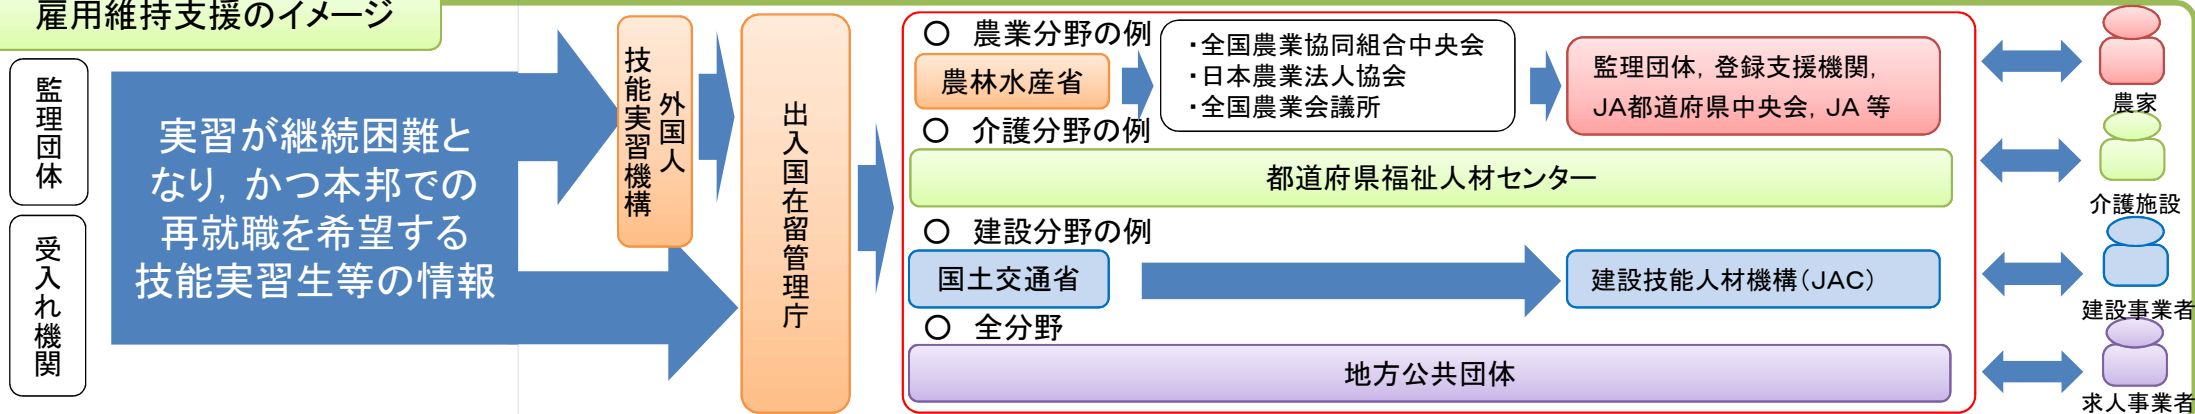 雇用維持支援のイメージ
監理団体
受入れ機関
実習が継続困難と
なり，かつ本邦での
再就職を希望する
技能実習生等の情報
外国人
技能実習機構
出入国在留管理庁
○ 農業分野の例
農林水産省
・全国農業協同組合中央会
・日本農業法人協会
・全国農業会議所
監理団体，登録支援機関，
JA都道府県中央会，JA 等
農家
○ 介護分野の例
都道府県福祉人材センター
介護施設
○ 建設分野の例
国土交通省
建設技能人材機構（JAC）
建設事業者
○ 全分野
地方公共団体
求人事業者